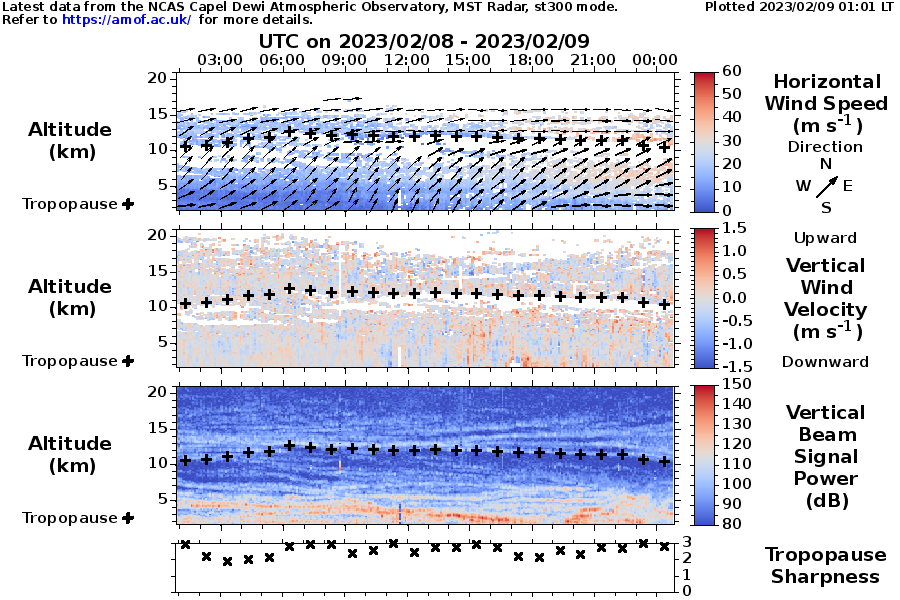 Latest data from the NCAS Capel Dewi Atmospheric Observatory, MST Radar, st300 mode.
Plotted 2023/02/09 01:01 LT
Refer to https://amof.ac.uk/ for more details.
UTC on 2023/02/08 - 2023/02/09
03:00 06:00 09:00 12:00 15:00 18:00 21:00 00:00
Altitude
(km)
Tropopause
20
15
10
5
60
50
40
30
20
10
0
Horizontal
Wind Speed
(m s-1)
Direction
N
W E
S
Altitude
(km)
Tropopause
20
15
10
5
1.5
1.0
0.5
0.0
-0.5
-1.0
-1.5
Upward
Vertical
Wind
Velocity
(m s-1)
Downward
Altitude
(km)
Tropopause
20
15
10
5
150
140
130
120
110
100
90
80
Vertical
Beam
Signal
Power
(dB)
3
2
1
0
Tropopause
Sharpness